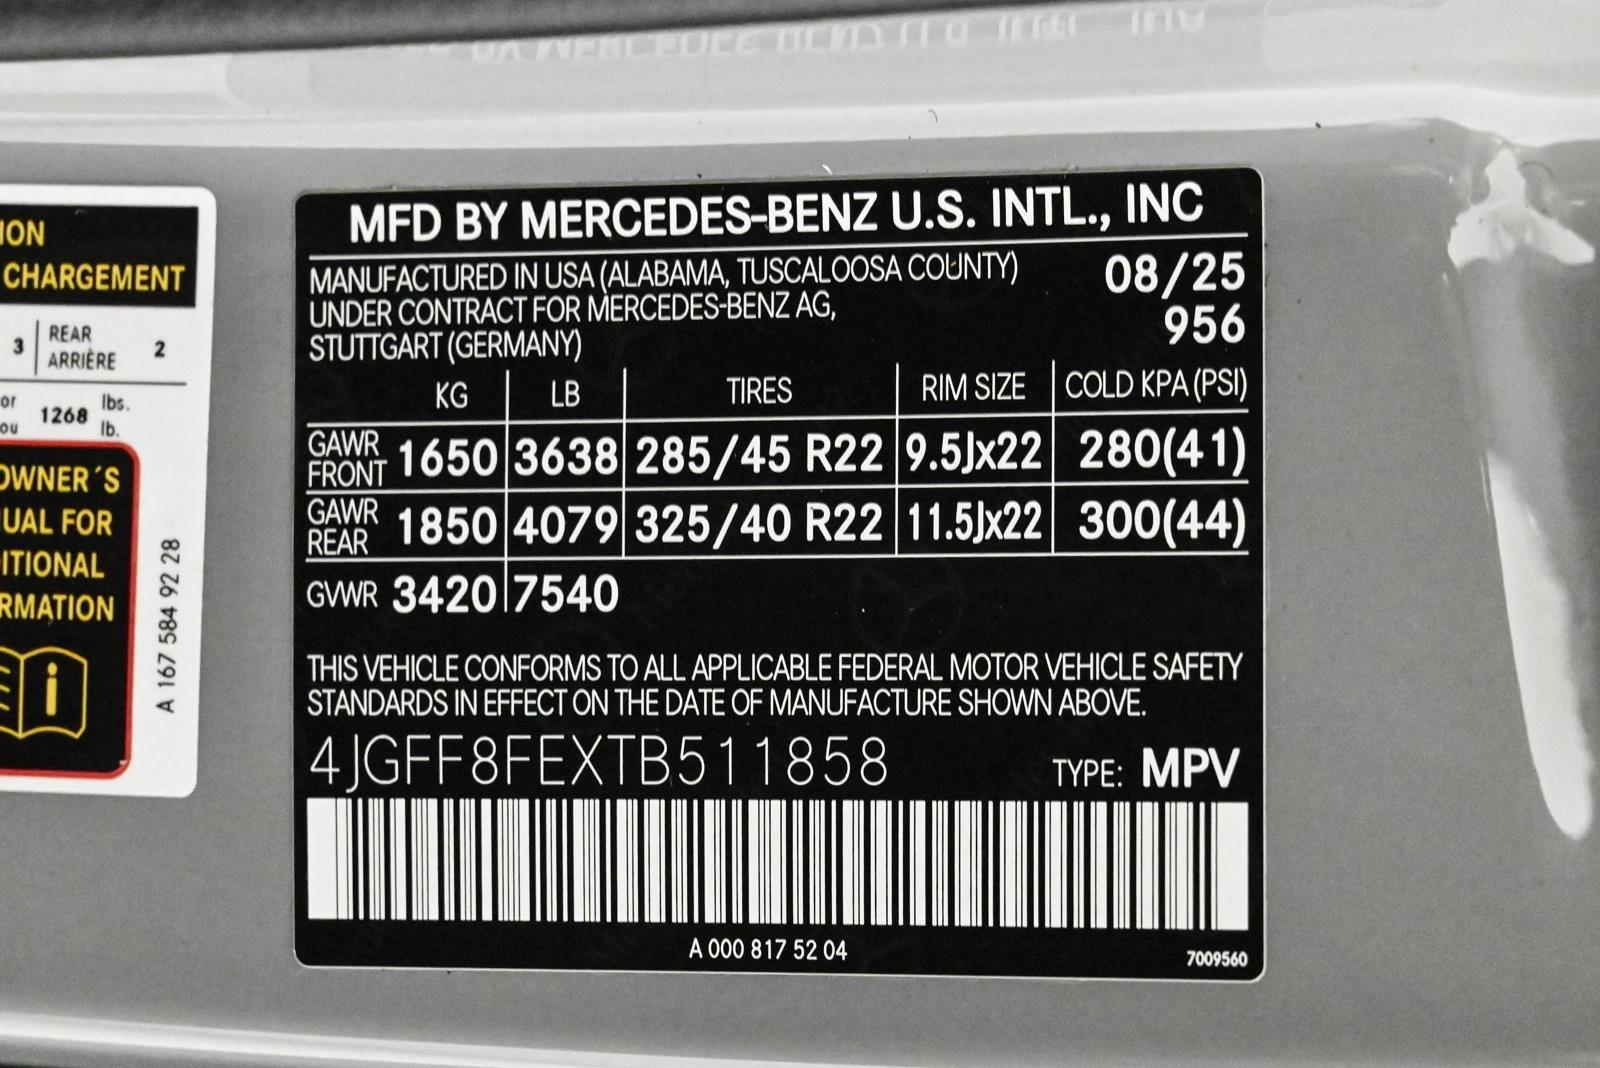 ION
CHARGEMENT
3 REAR ARRIÈRE 2
or ou 1268 lbs. lb.
OWNER´S
UAL FOR
ITIONAL
RMATION
A 167 584 92 28
MFD BY MERCEDES-BENZ U.S. INTL., INC
MANUFACTURED IN USA (ALABAMA, TUSCALOOSA COUNTY) 08/25
UNDER CONTRACT FOR MERCEDES-BENZ AG, 956
STUTTGART (GERMANY)
KG LB TIRES RIM SIZE COLD KPA (PSI)
GAWR FRONT 1650 3638 285/45 R22 9.5Jx22 280(41)
GAWR REAR 1850 4079 325/40 R22 11.5Jx22 300(44)
GVWR 3420 7540
THIS VEHICLE CONFORMS TO ALL APPLICABLE FEDERAL MOTOR VEHICLE SAFETY
STANDARDS IN EFFECT ON THE DATE OF MANUFACTURE SHOWN ABOVE.
4JGFF8FEXTB511858 TYPE: MPV
A 000 817 52 04
7009560